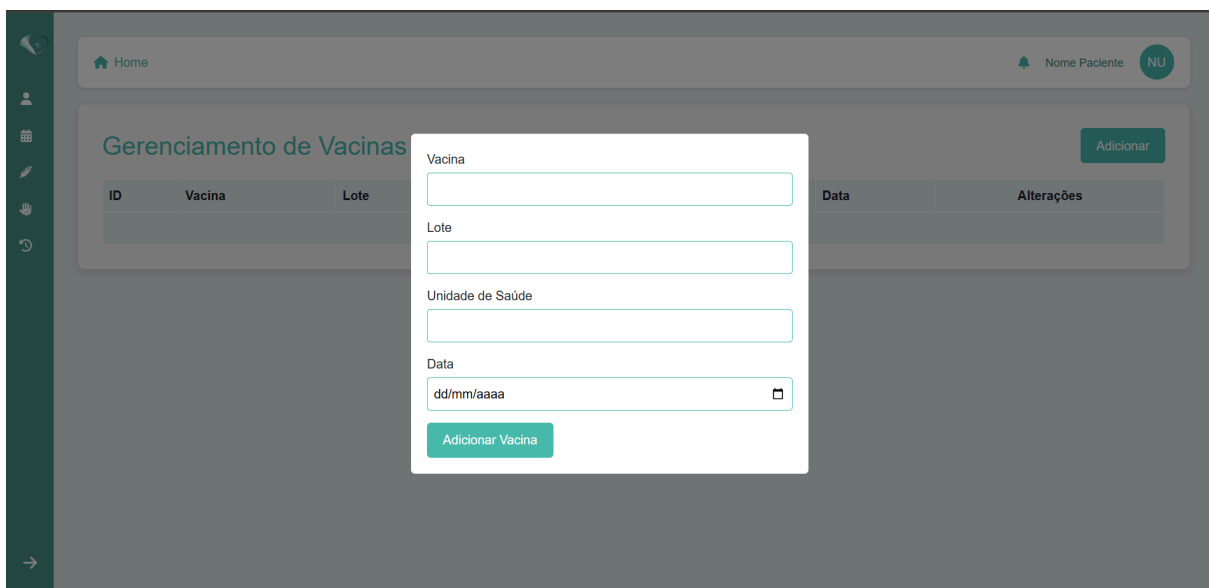 Home
Nome Paciente
NU
Gerenciamento de Vacinas
Adicionar
ID Vacina Lote Data Alterações
Vacina
Lote
Unidade de Saúde
Data
dd/mm/aaaa
Adicionar Vacina